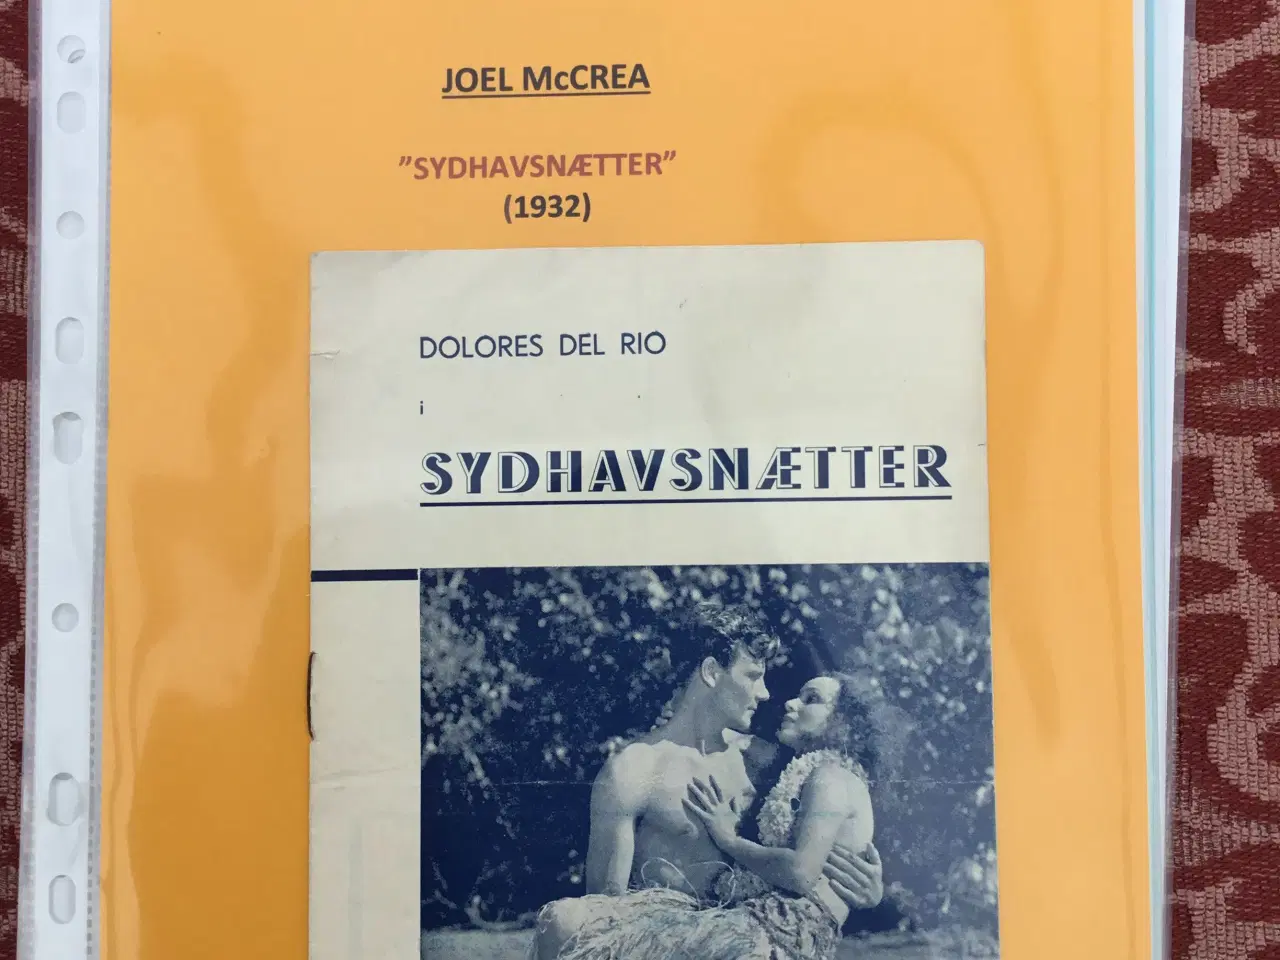 JOEL McCREA
”SYDHAVSNÆTTER”
(1932)
DOLORES DEL RIO
i
SYDHAVSNÆTTER